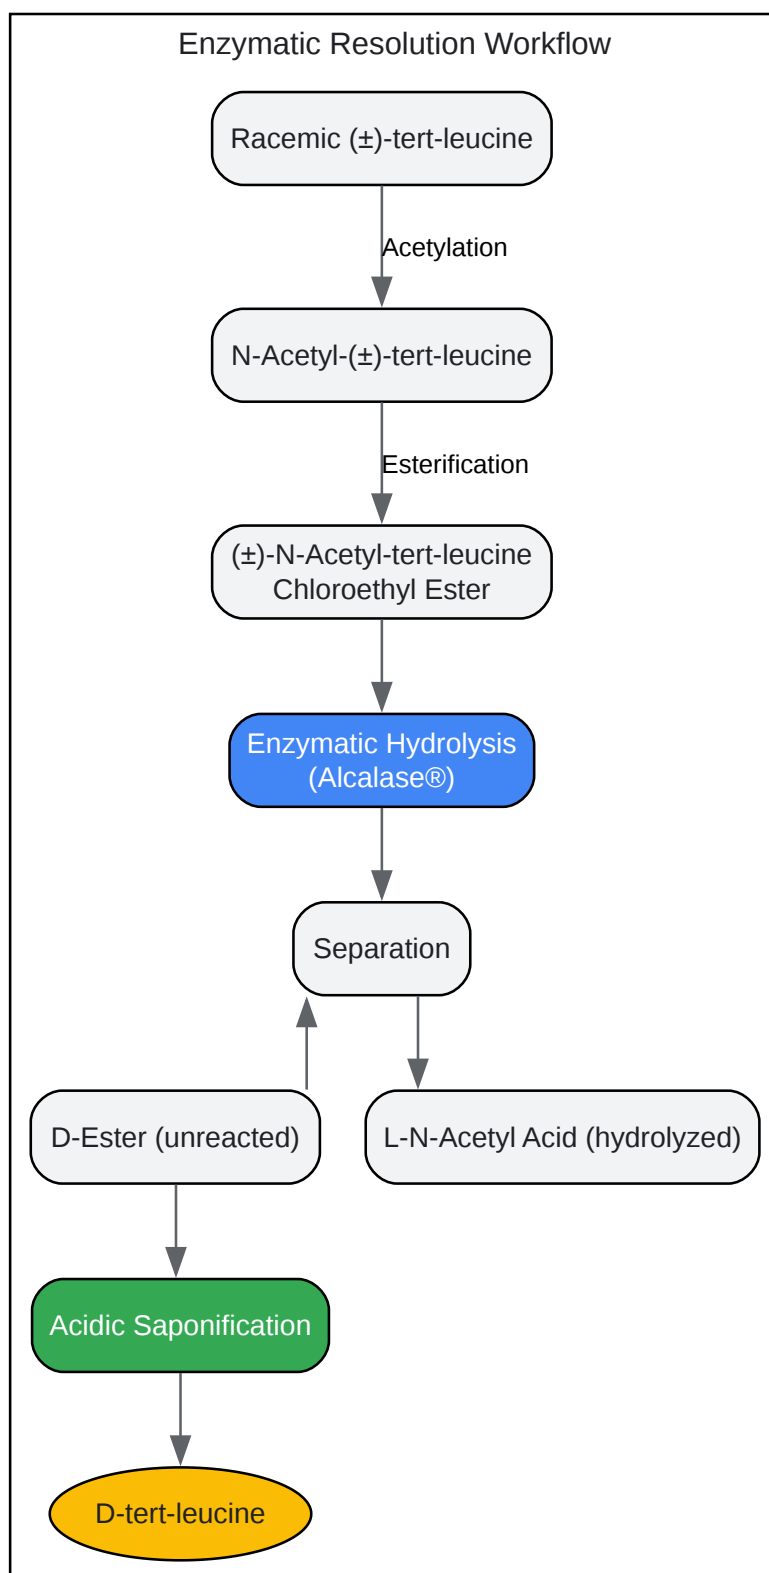 Enzymatic Resolution Workflow
Racemic (±)-tert-leucine
Acetylation
N-Acetyl-(±)-tert-leucine
Esterification
(±)-N-Acetyl-tert-leucine
Chloroethyl Ester
Enzymatic Hydrolysis
(Alcalase®)
Separation
D-Ester (unreacted)
L-N-Acetyl Acid (hydrolyzed)
Acidic Saponification
D-tert-leucine